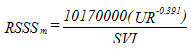 RSSS_m = 10170000(UR^-0.391) / SVI